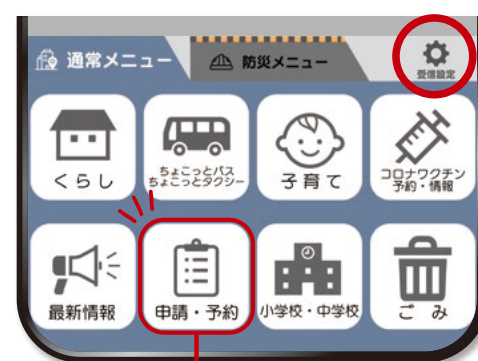 通常メニュー
防災メニュー
受信設定
くらし
ちょこっとバス
ちょこっとタクシー
子育て
コロナワクチン
予約・情報
最新情報
申請・予約
小学校・中学校
ごみ